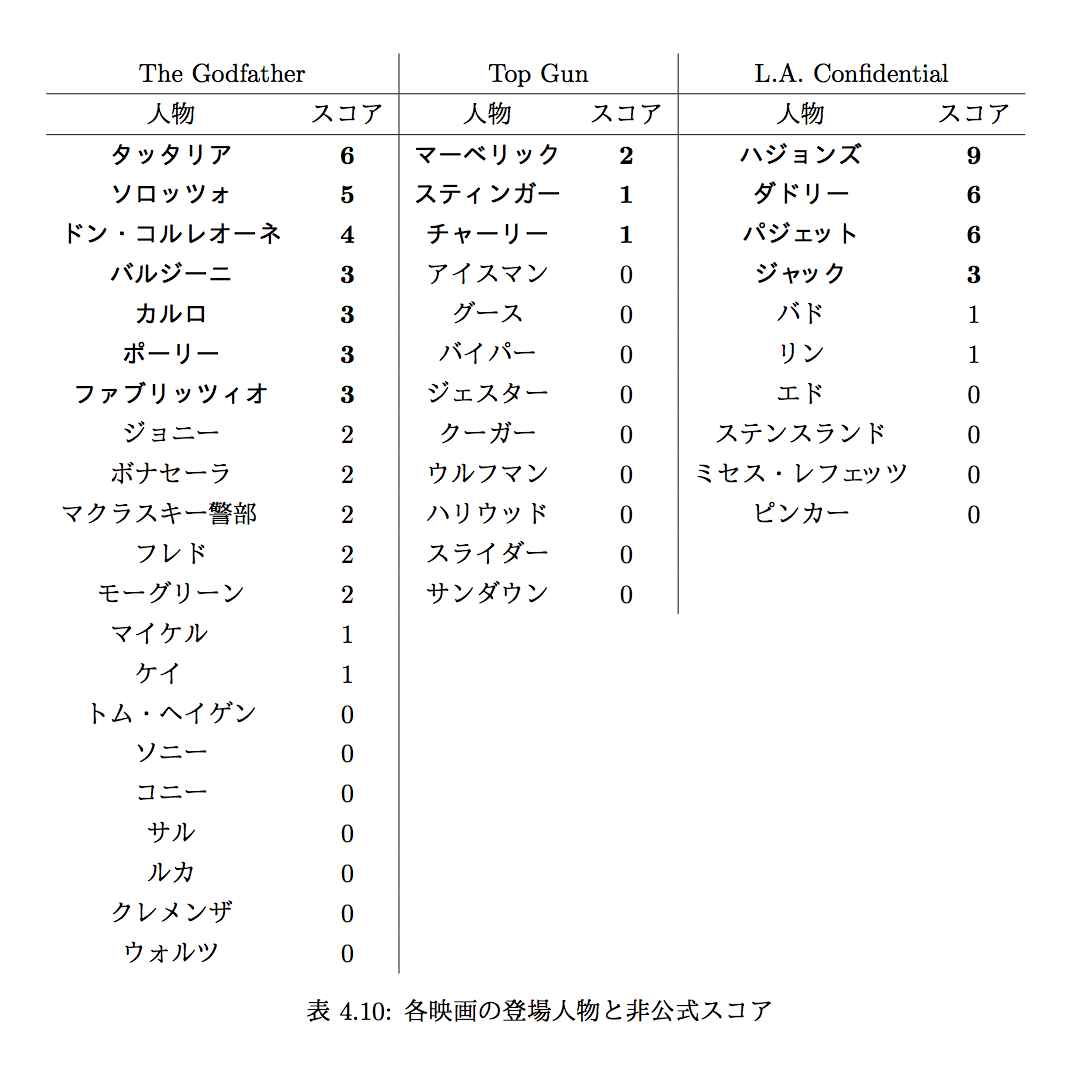 The Godfather Top Gun L.A. Confidential
人物 スコア 人物 スコア 人物 スコア
タッタリア 6 マーベリック 2 ハジョンズ 9
ソロッツォ 5 スティンガー 1 ダドリー 6
ドン・コルレオーネ 4 チャーリー 1 パジェット 6
バルジーニ 3 アイスマン 0 ジャック 3
カルロ 3 グース 0 バド 1
ポーリー 3 バイパー 0 リン 1
ファブリッツィオ 3 ジェスター 0 エド 0
ジョニー 2 クーガー 0 ステンスランド 0
ボナセーラ 2 ウルフマン 0 ミセス・レフェッツ 0
マクラスキー警部 2 ハリウッド 0 ピンカー 0
フレド 2 スライダー 0
モーグリーン 2 サンダウン 0
マイケル 1
ケイ 1
トム・ヘイゲン 0
ソニー 0
コニー 0
サル 0
ルカ 0
クレメンザ 0
ウォルツ 0
表 4.10: 各映画の登場人物と非公式スコア